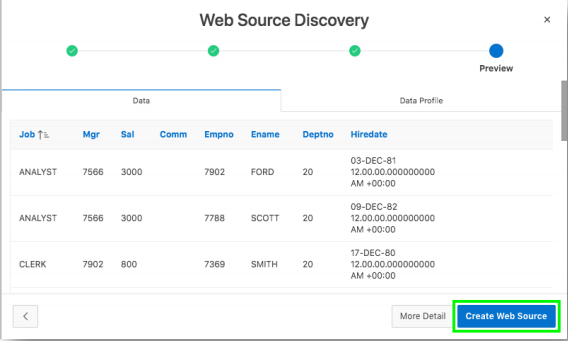 Web Source Discovery ×
Preview
Data Data Profile
Job Mgr Sal Comm Empno Ename Deptno Hiredate
ANALYST 7566 3000 7902 FORD 20 03-DEC-81
12.00.00.000000000
AM +00:00
ANALYST 7566 3000 7788 SCOTT 20 09-DEC-82
12.00.00.000000000
AM +00:00
CLERK 7902 800 7369 SMITH 20 17-DEC-80
12.00.00.000000000
AM +00:00
More Detail Create Web Source